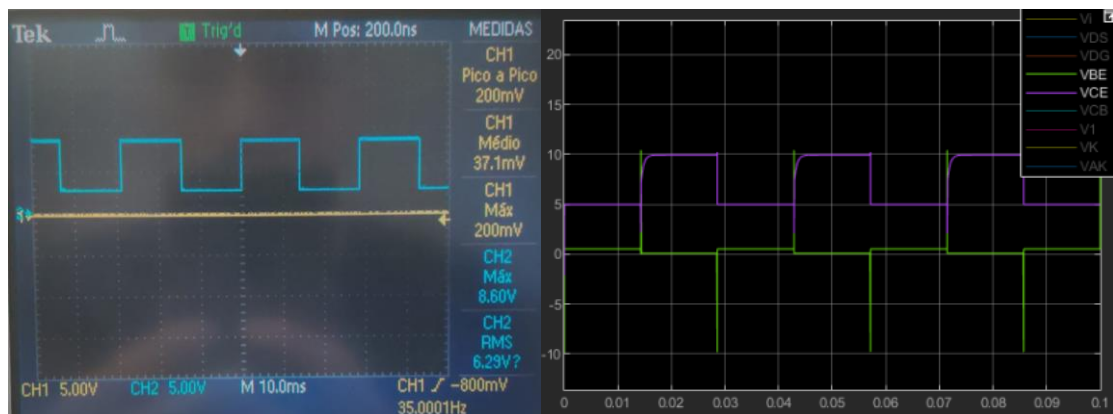 Tek
Trig'd
M Pos: 200.0ns
MEDIDAS
CH1
Pico a Pico
200mV
CH1
Médio
37.1mV
CH1
Máx
200mV
CH2
Máx
8.60V
CH2
RMS
6.29V?
CH1 5.00V
CH2 5.00V
M 10.0ms
CH1
-800mV
35.0001Hz
Vi
VDS
VDG
VBE
VCE
VCB
V1
VK
VAK
20
15
10
5
0
-5
-10
0
0.01
0.02
0.03
0.04
0.05
0.06
0.07
0.08
0.09
0.1